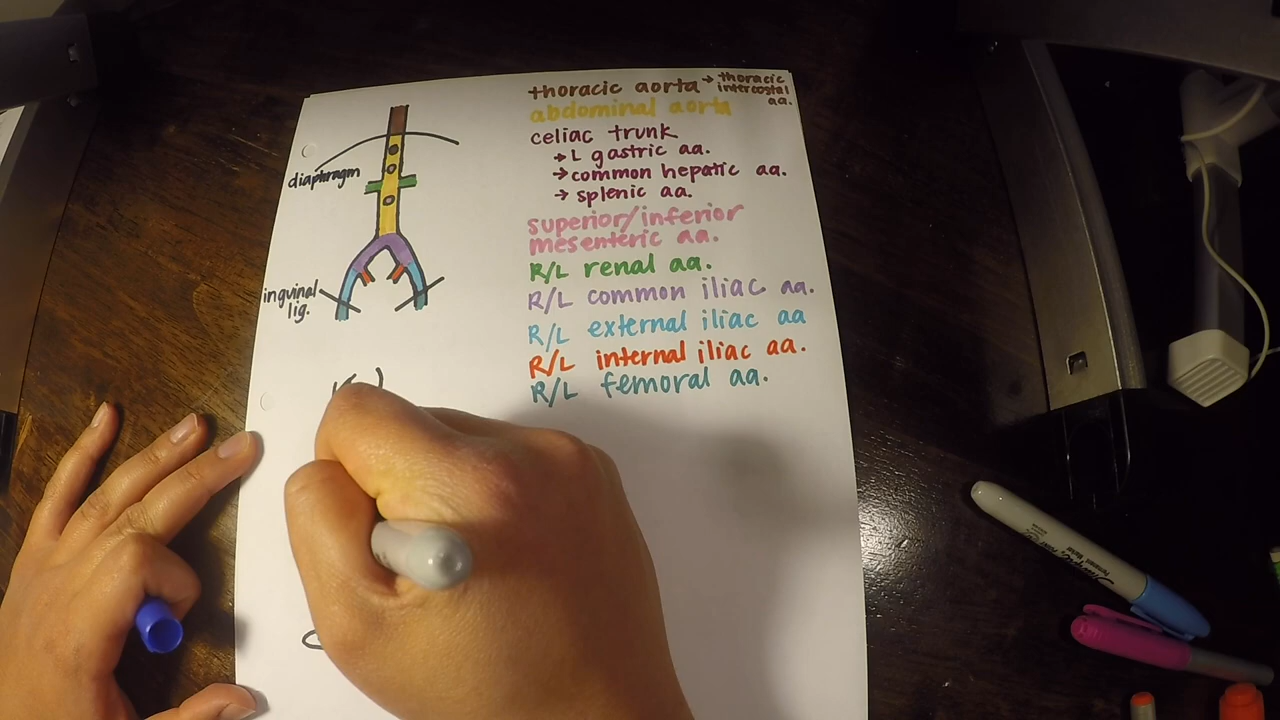 thoracic aorta → thoracic
intercostal
aa.
abdominal aorta
celiac trunk
→ L gastric aa.
→ common hepatic aa.
→ splenic aa.
superior/inferior
mesenteric aa.
R/L renal aa.
R/L common iliac aa.
R/L external iliac aa
R/L internal iliac aa.
R/L femoral aa.
diaphragm
inguinal
lig.